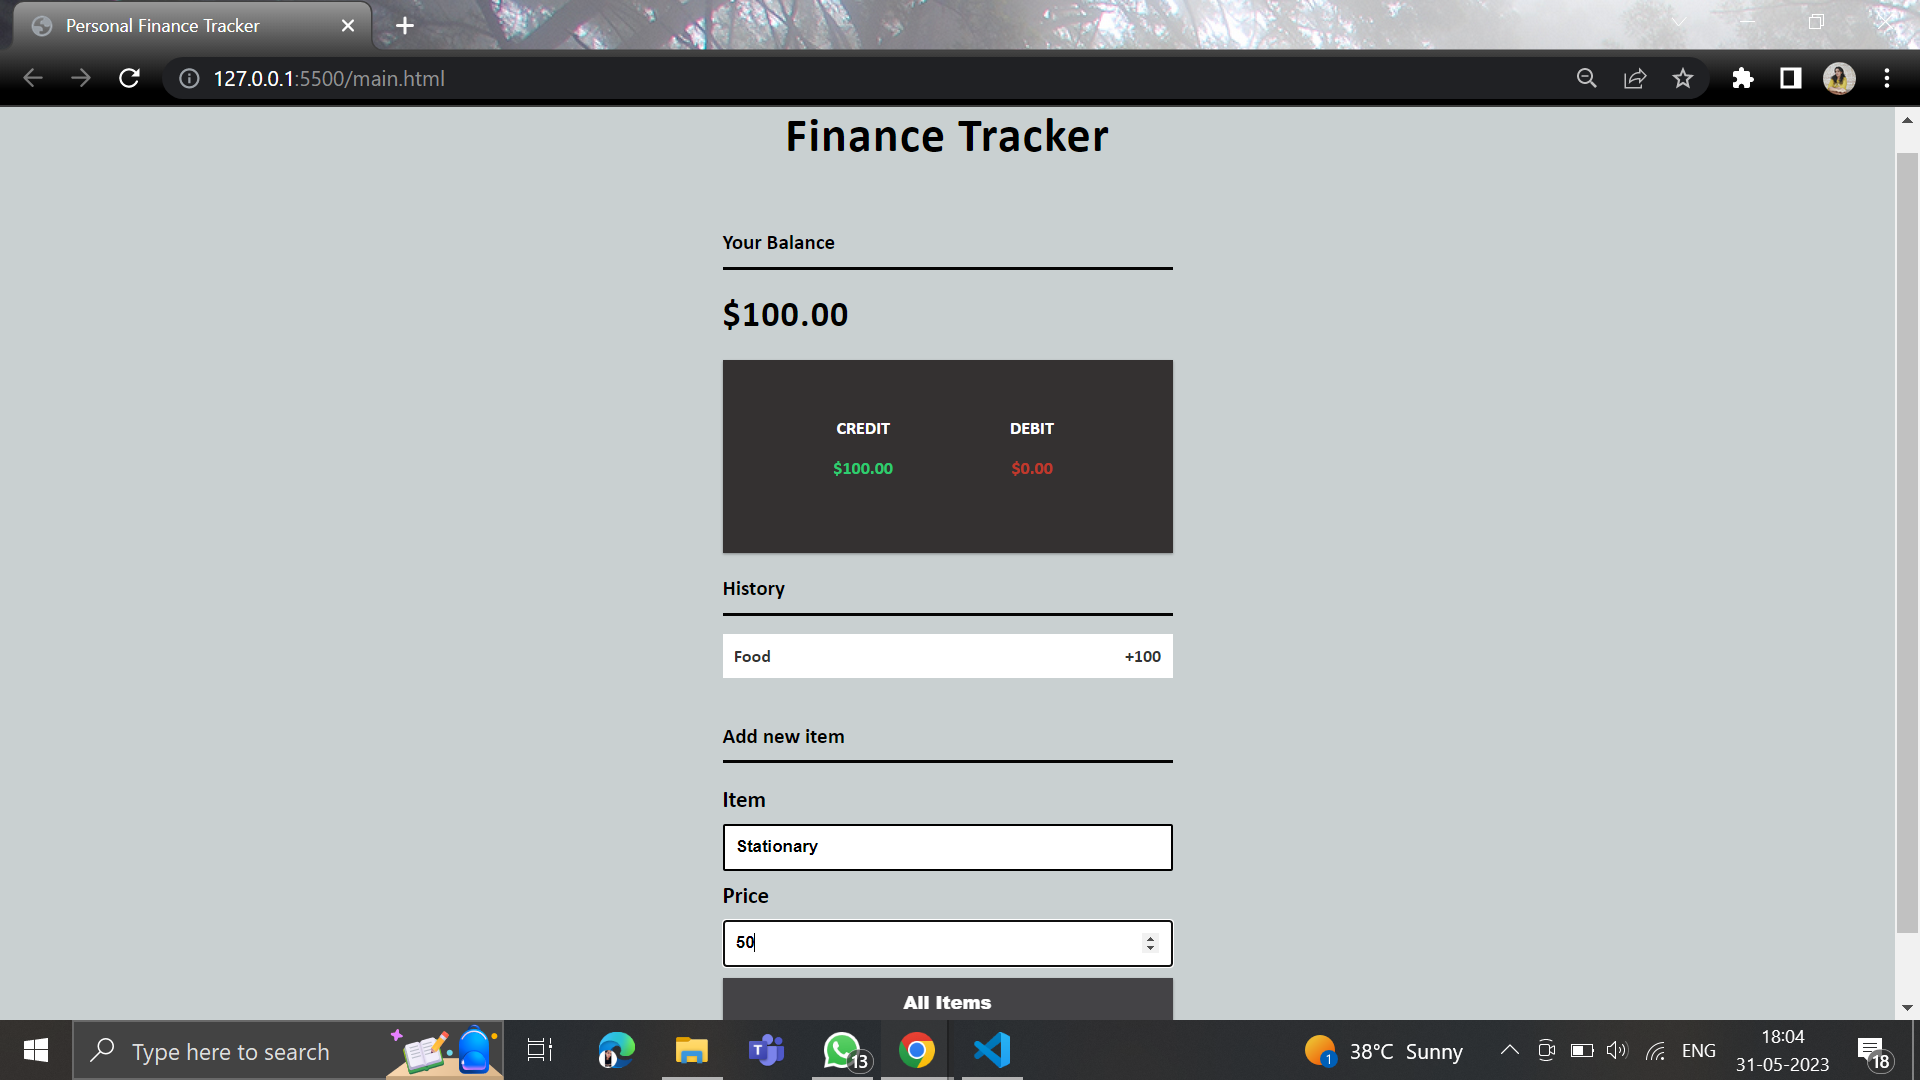 Personal Finance Tracker
127.0.0.1:5500/main.html
Finance Tracker
Your Balance
$100.00
CREDIT DEBIT
$100.00 $0.00
History
Food +100
Add new item
Item
Stationary
Price
50
All Items
Type here to search
13
1
38°C Sunny
ENG
18:04
31-05-2023
18